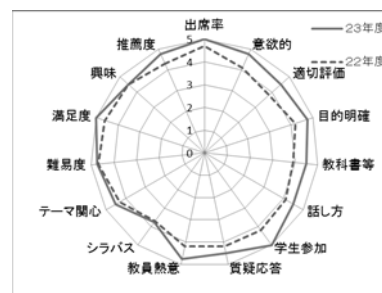 出席率
23年度
22年度
意欲的
適切評価
目的明確
教科書等
話し方
学生参加
質疑応答
教員熱意
シラバス
テーマ関心
難易度
満足度
興味
推薦度
5
4
3
2
1
0